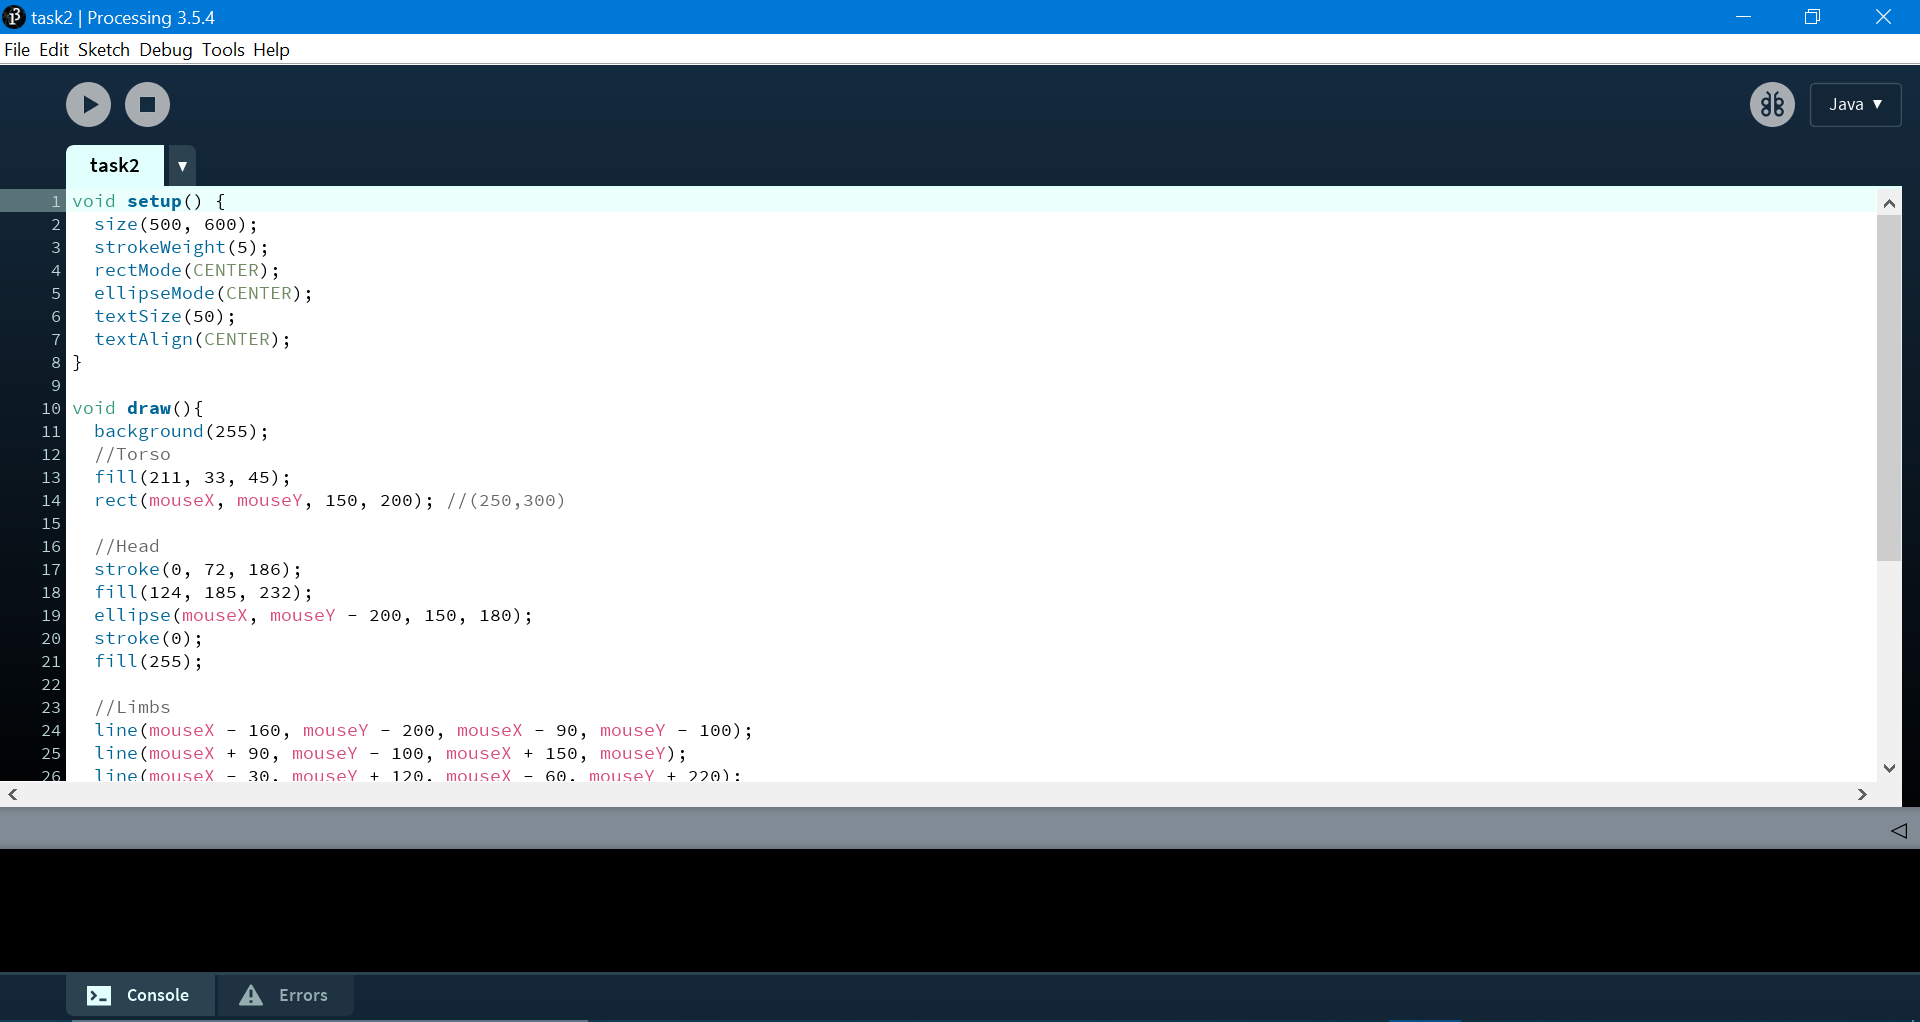 task2 | Processing 3.5.4
File Edit Sketch Debug Tools Help
Java ▼
task2 ▼
1 void setup() {
2   size(500, 600);
3   strokeWeight(5);
4   rectMode(CENTER);
5   ellipseMode(CENTER);
6   textSize(50);
7   textAlign(CENTER);
8 }
9
10 void draw(){
11   background(255);
12   //Torso
13   fill(211, 33, 45);
14   rect(mouseX, mouseY, 150, 200); //(250,300)
15
16   //Head
17   stroke(0, 72, 186);
18   fill(124, 185, 232);
19   ellipse(mouseX, mouseY - 200, 150, 180);
20   stroke(0);
21   fill(255);
22
23   //Limbs
24   line(mouseX - 160, mouseY - 200, mouseX - 90, mouseY - 100);
25   line(mouseX + 90, mouseY - 100, mouseX + 150, mouseY);
26   line(mouseX - 30, mouseY + 120, mouseX - 60, mouseY + 220);
Console
Errors